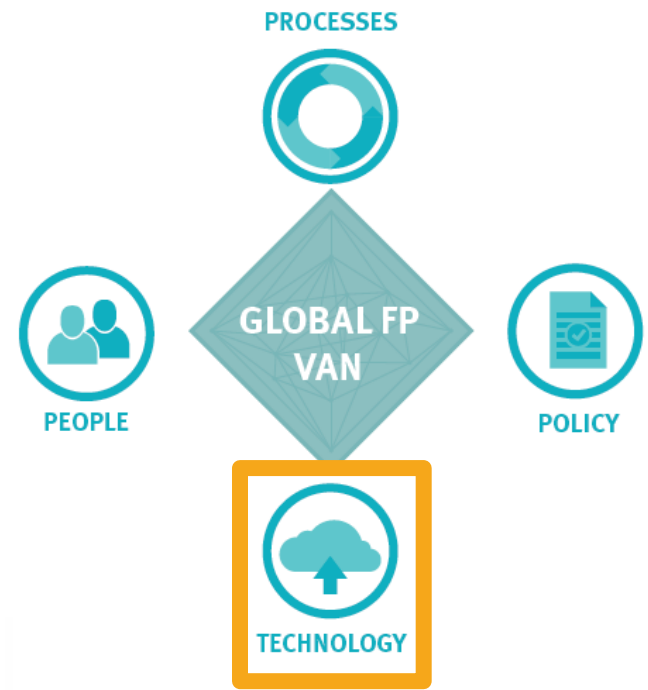 PROCESSES
GLOBAL FP
VAN
PEOPLE
POLICY
TECHNOLOGY